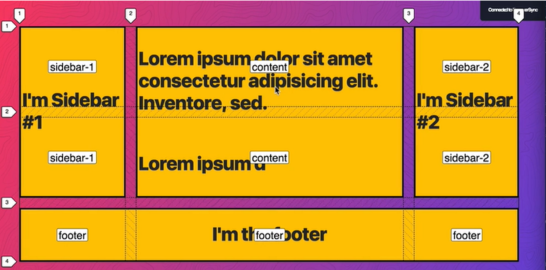 1
2
3
4
Connected to BrowserSync
1
sidebar-1
content
sidebar-2
Lorem ipsum dolor sit amet
consectetur adipisicing elit.
Inventore, sed.
I'm Sidebar
#1
I'm Sidebar
#2
2
sidebar-1
content
sidebar-2
Lorem ipsum d
3
footer
footer
footer
I'm the footer
4